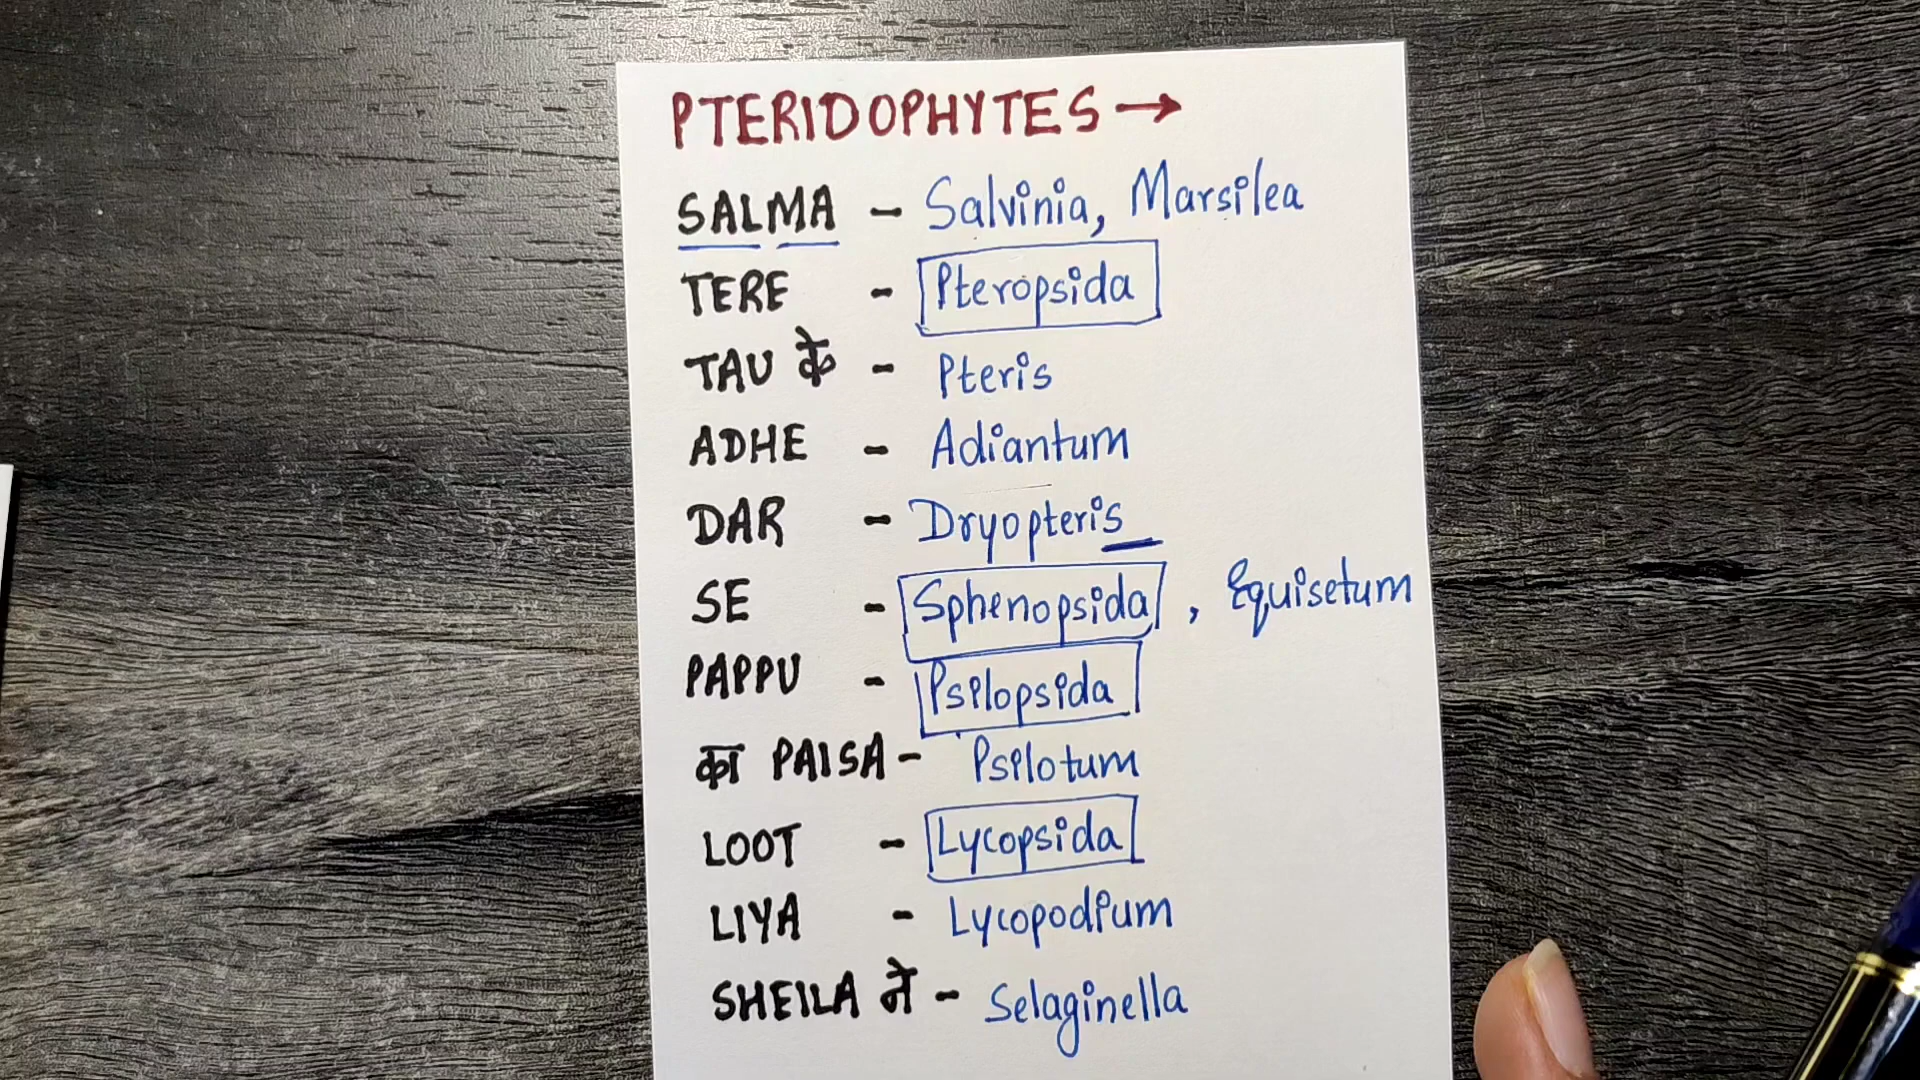 PTERIDOPHYTES →
SALMA - Salvinia, Marsilea
TERE - Pteropsida
TAU के - Pteris
ADHE - Adiantum
DAR - Dryopteris
SE - Sphenopsida, Equisetum
PAPPU - Psilopsida
का PAISA - Psilotum
LOOT - Lycopsida
LIYA - Lycopodium
SHEILA ने - Selaginella